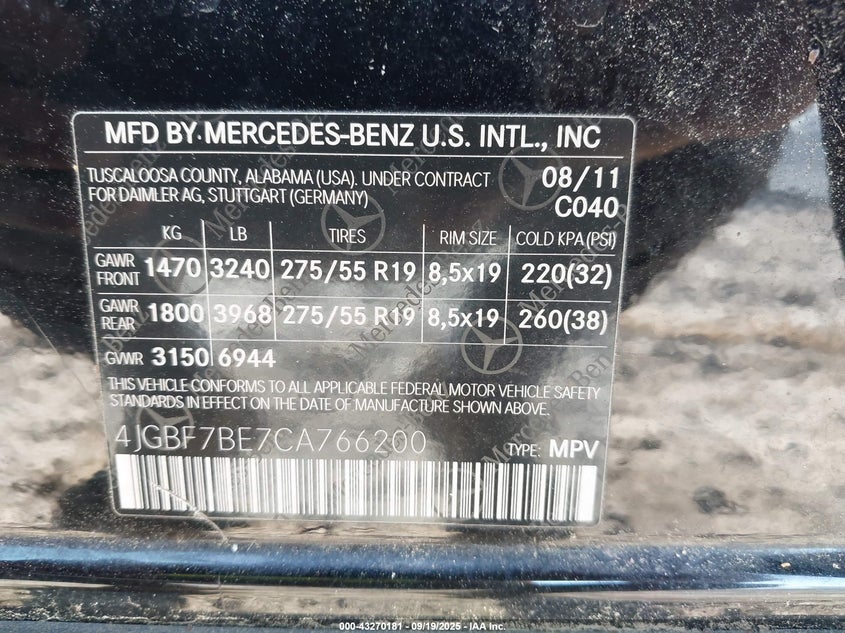 MFD BY MERCEDES-BENZ U.S. INTL., INC
TUSCALOOSA COUNTY, ALABAMA (USA). UNDER CONTRACT 08/11
FOR DAIMLER AG, STUTTGART (GERMANY) C040
KG LB TIRES RIM SIZE COLD KPA(PSI)
GAWR FRONT 1470 3240 275/55 R19 8,5x19 220(32)
GAWR REAR 1800 3968 275/55 R19 8,5x19 260(38)
GVWR 3150 6944
THIS VEHICLE CONFORMS TO ALL APPLICABLE FEDERAL MOTOR VEHICLE SAFETY
STANDARDS IN EFFECT ON THE DATE OF MANUFACTURE SHOWN ABOVE.
4JGBF7BE7CA766200 TYPE: MPV
000-43270181 - 09/19/2025 - IAA Inc.